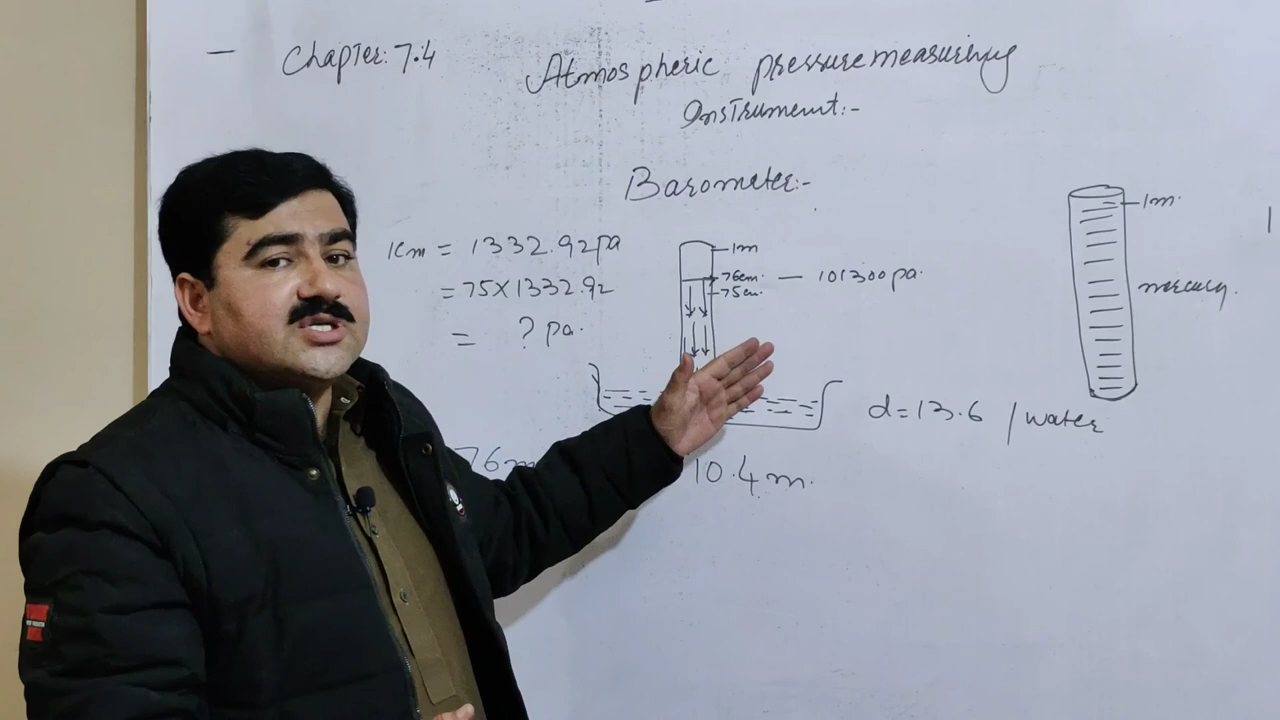 Chapter: 7.4
Atmospheric pressure measuring
Instrument:-
Barometer:-
1cm = 1332.92pa
= 75×1332.92
= ? pa.
1m
76cm. — 101300pa.
75cm.
1m.
mercury.
d=13.6 / water
76m
10.4 m.